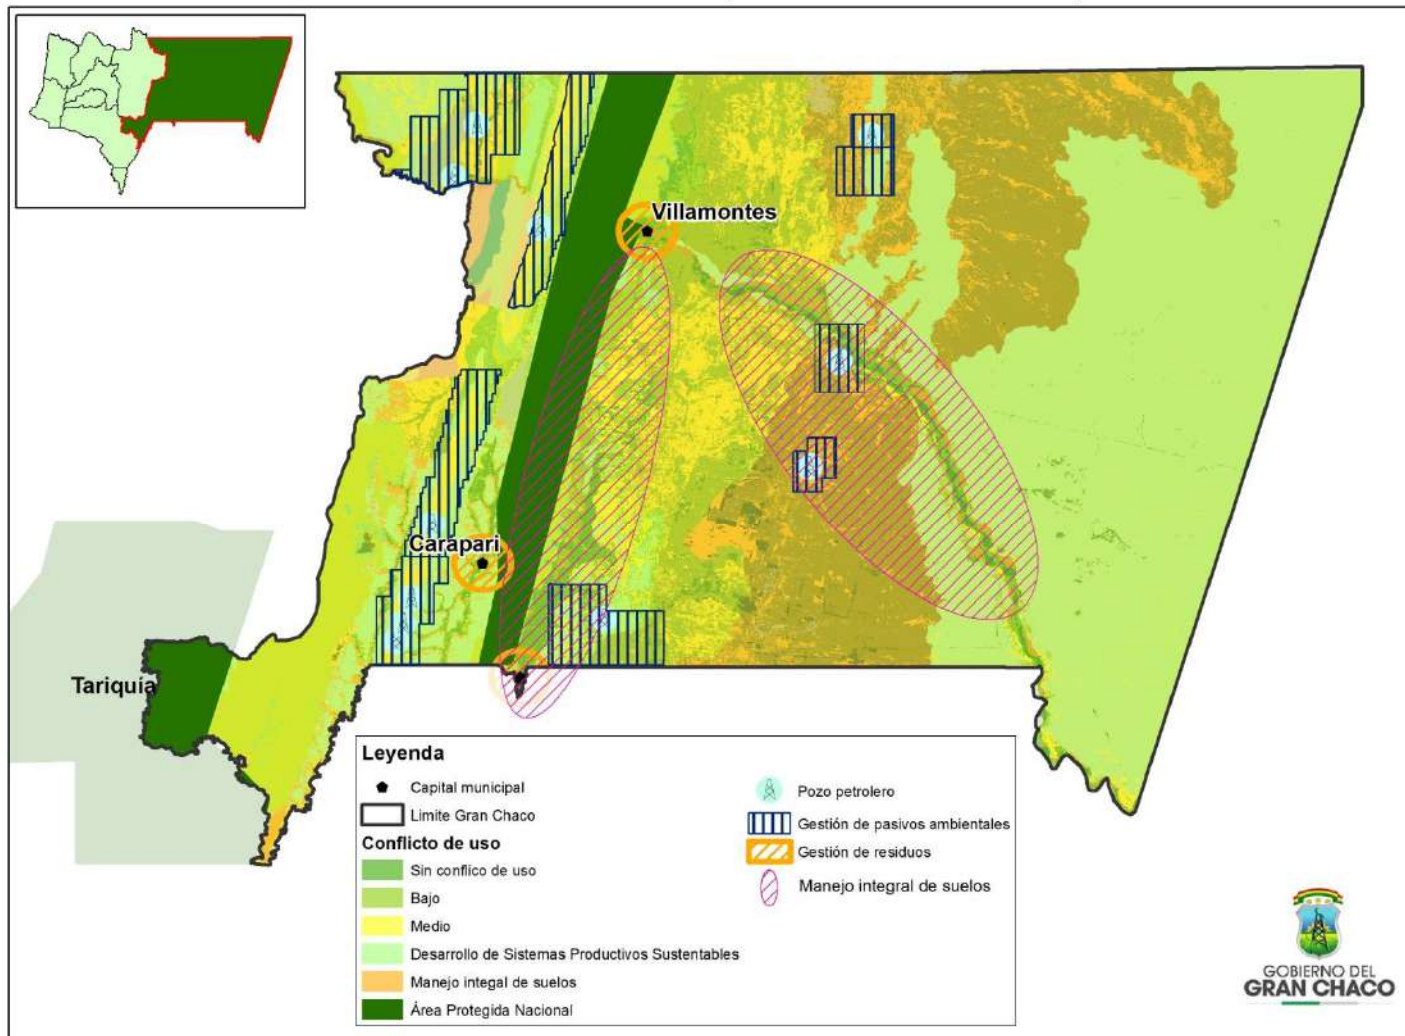 Villamontes
Carapari
Tariquía
Leyenda
Capital municipal
Limite Gran Chaco
Conflicto de uso
Sin conflico de uso
Bajo
Medio
Desarrollo de Sistemas Productivos Sustentables
Manejo integal de suelos
Área Protegida Nacional
Pozo petrolero
Gestión de pasivos ambientales
Gestión de residuos
Manejo integral de suelos
GOBIERNO DEL
GRAN CHACO